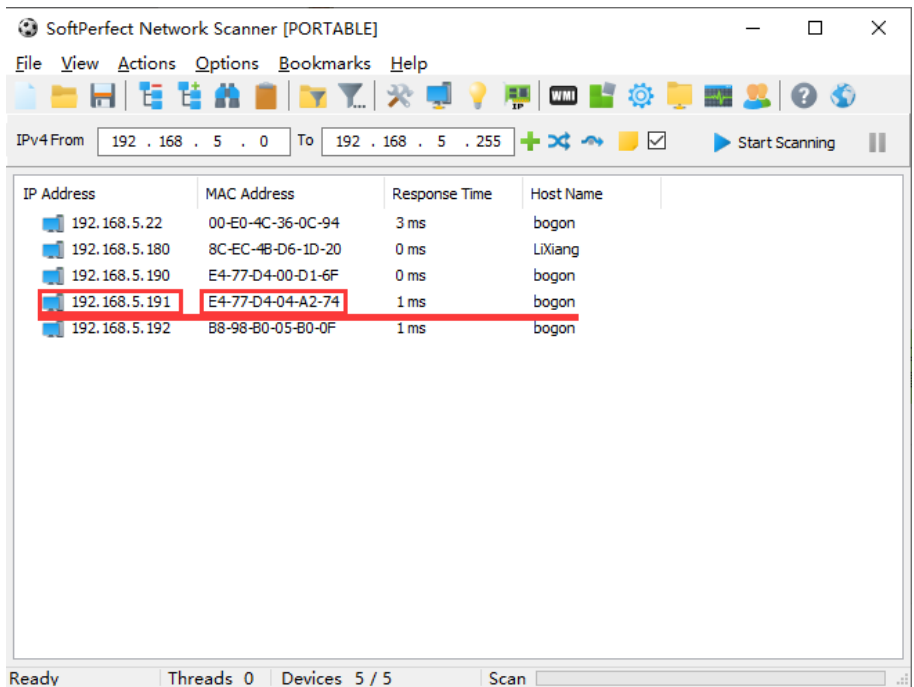 SoftPerfect Network Scanner [PORTABLE]
File View Actions Options Bookmarks Help
IP WMI
IPv4 From 192 . 168 . 5 . 0 To 192 . 168 . 5 . 255 Start Scanning
IP Address MAC Address Response Time Host Name
192.168.5.22 00-E0-4C-36-0C-94 3 ms bogon
192.168.5.180 8C-EC-4B-D6-1D-20 0 ms LiXiang
192.168.5.190 E4-77-D4-00-D1-6F 0 ms bogon
192.168.5.191 E4-77-D4-04-A2-74 1 ms bogon
192.168.5.192 B8-98-B0-05-B0-0F 1 ms bogon
Ready Threads 0 Devices 5 / 5 Scan